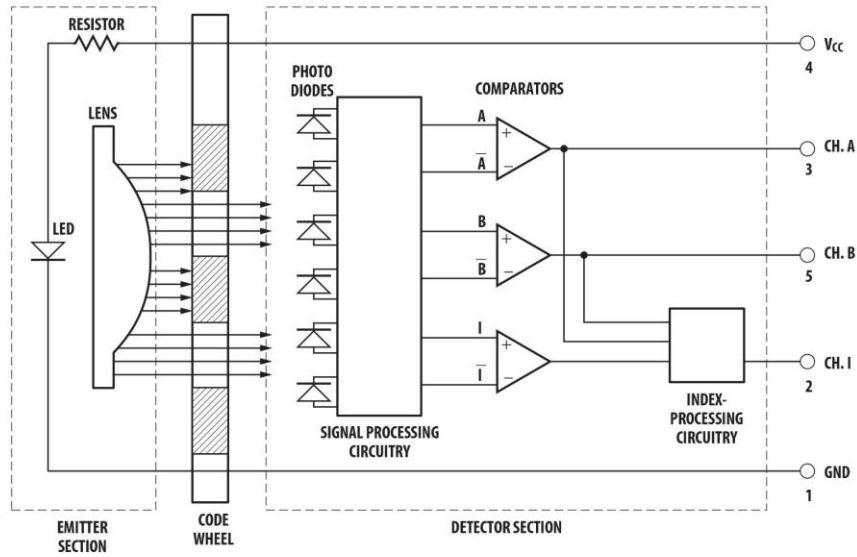 RESISTOR
LENS
LED
EMITTER
SECTION
CODE
WHEEL
PHOTO
DIODES
SIGNAL PROCESSING
CIRCUITRY
COMPARATORS
A
+
A̅
−
B
+
B̅
−
I
+
I̅
−
INDEX-
PROCESSING
CIRCUITRY
DETECTOR SECTION
VCC
4
CH. A
3
CH. B
5
CH. I
2
GND
1